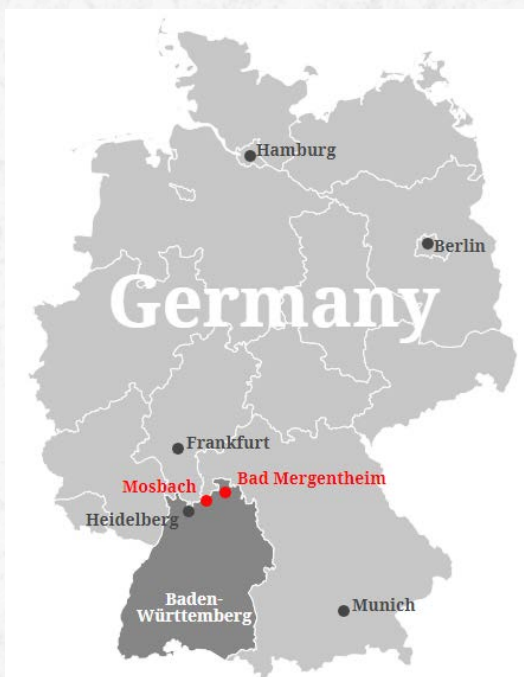 Hamburg
Berlin
Germany
Frankfurt
Mosbach
Bad Mergentheim
Heidelberg
Baden-
Württemberg
Munich